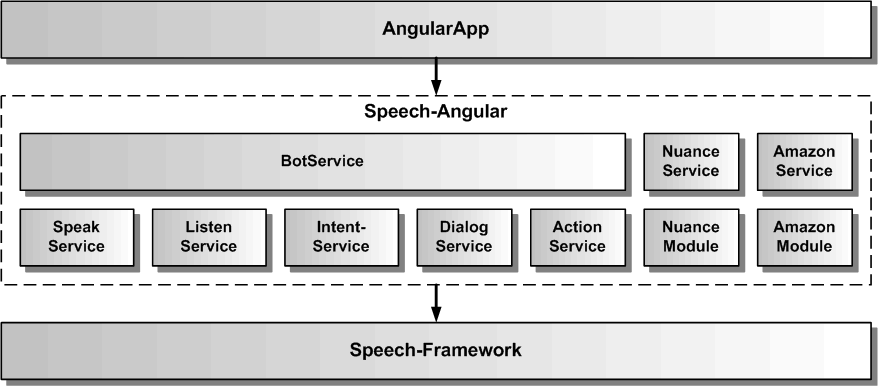 AngularApp
Speech-Angular
BotService
Nuance
Service
Amazon
Service
Speak
Service
Listen
Service
Intent-
Service
Dialog
Service
Action
Service
Nuance
Module
Amazon
Module
Speech-Framework